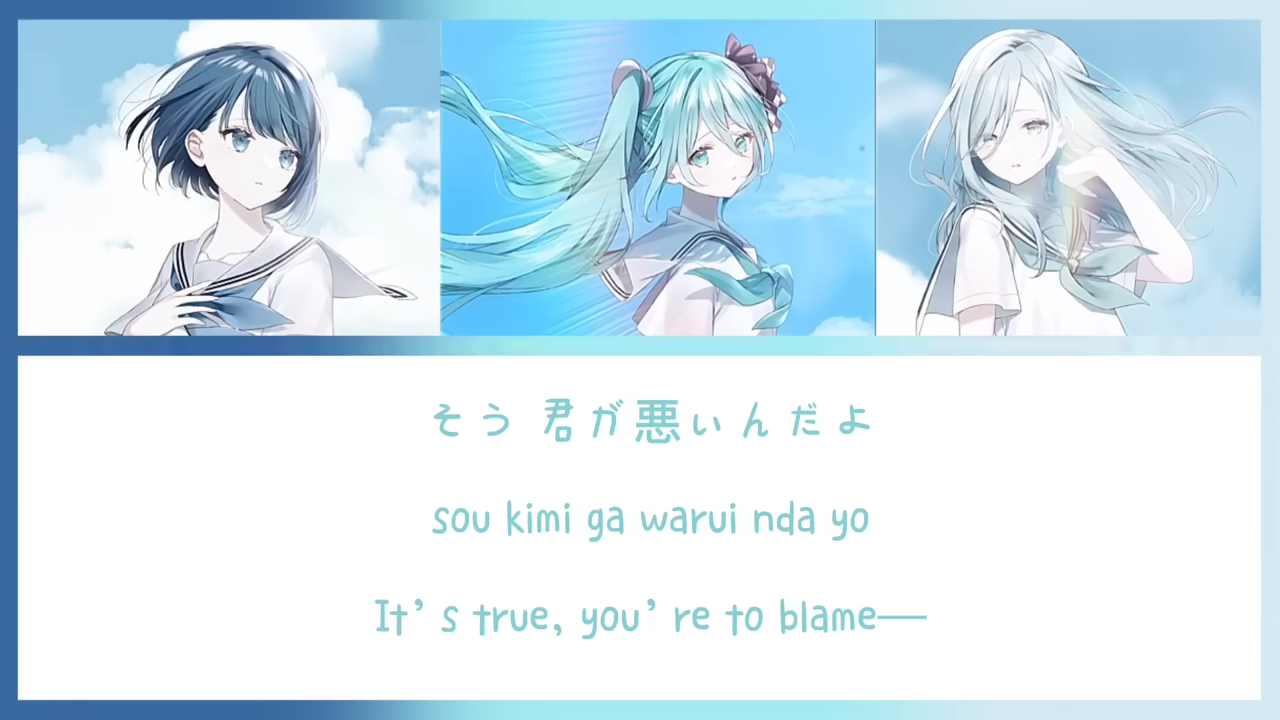 そう 君が悪いんだよ
sou kimi ga warui nda yo
It’s true, you’re to blame—